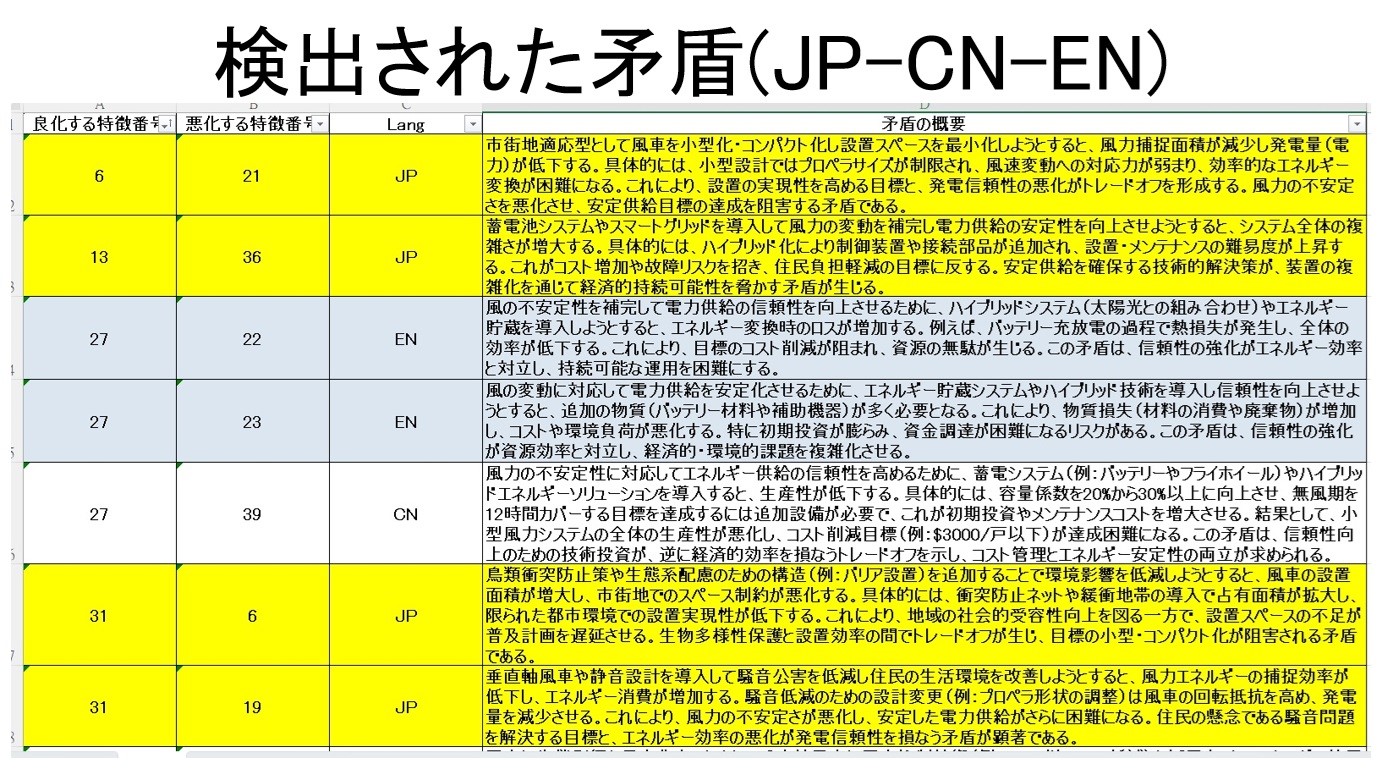 検出された矛盾(JP-CN-EN)
A B C D
1 良化する特徴番号 悪化する特徴番号 Lang 矛盾の概要
6 21 JP
市街地適応型として風車を小型化・コンパクト化し設置スペースを最小化しようとすると、風力捕捉面積が減少し発電量(電
力)が低下する。具体的には、小型設計ではプロペラサイズが制限され、風速変動への対応力が弱まり、効率的なエネルギー
変換が困難になる。これにより、設置の実現性を高める目標と、発電信頼性の悪化がトレードオフを形成する。風力の不安定
さを悪化させ、安定供給目標の達成を阻害する矛盾である。
13 36 JP
蓄電池システムやスマートグリッドを導入して風力の変動を補完し電力供給の安定性を向上させようとすると、システム全体の複
雑さが増大する。具体的には、ハイブリッド化により制御装置や接続部品が追加され、設置・メンテナンスの難易度が上昇す
る。これがコスト増加や故障リスクを招き、住民負担軽減の目標に反する。安定供給を確保する技術的解決策が、装置の複
雑化を通じて経済的持続可能性を脅かす矛盾が生じる。
27 22 EN
風の不安定性を補完して電力供給の信頼性を向上させるために、ハイブリッドシステム(太陽光との組み合わせ)やエネルギー
貯蔵を導入しようとすると、エネルギー変換時のロスが増加する。例えば、バッテリー充放電の過程で熱損失が発生し、全体の
効率が低下する。これにより、目標のコスト削減が阻まれ、資源の無駄が生じる。この矛盾は、信頼性の強化がエネルギー効率
と対立し、持続可能な運用を困難にする。
27 23 EN
風の変動に対応して電力供給を安定化させるために、エネルギー貯蔵システムやハイブリッド技術を導入し信頼性を向上させよ
うとすると、追加の物質(バッテリー材料や補助機器)が多く必要となる。これにより、物質損失(材料の消費や廃棄物)が増加
し、コストや環境負荷が悪化する。特に初期投資が膨らみ、資金調達が困難になるリスクがある。この矛盾は、信頼性の強化
が資源効率と対立し、経済的・環境的課題を複雑化させる。
27 39 CN
風力の不安定性に対応してエネルギー供給の信頼性を高めるために、蓄電システム(例:バッテリーやフライホイール)やハイブリッ
ドエネルギーソリューションを導入すると、生産性が低下する。具体的には、容量係数を20%から30%以上に向上させ、無風期を
12時間カバーする目標を達成するには追加設備が必要で、これが初期投資やメンテナンスコストを増大させる。結果として、小
型風力システムの全体の生産性が悪化し、コスト削減目標(例:$3000/戸以下)が達成困難になる。この矛盾は、信頼性向
上のための技術投資が、逆に経済的効率を損なうトレードオフを示し、コスト管理とエネルギー安定性の両立が求められる。
31 6 JP
鳥類衝突防止策や生態系配慮のための構造(例:バリア設置)を追加することで環境影響を低減しようとすると、風車の設置
面積が増大し、市街地でのスペース制約が悪化する。具体的には、衝突防止ネットや緩衝地帯の導入で占有面積が拡大し、
限られた都市環境での設置実現性が低下する。これにより、地域の社会的受容性向上を図る一方で、設置スペースの不足が
普及計画を遅延させる。生物多様性保護と設置効率の間でトレードオフが生じ、目標の小型・コンパクト化が阻害される矛盾
である。
31 19 JP
垂直軸風車や静音設計を導入して騒音公害を低減し住民の生活環境を改善しようとすると、風力エネルギーの捕捉効率が
低下し、エネルギー消費が増加する。騒音低減のための設計変更(例:プロペラ形状の調整)は風車の回転抵抗を高め、発電
量を減少させる。これにより、風力の不安定さが悪化し、安定した電力供給がさらに困難になる。住民の懸念である騒音問題
を解決する目標と、エネルギー効率の悪化が発電信頼性を損なう矛盾が顕著である。